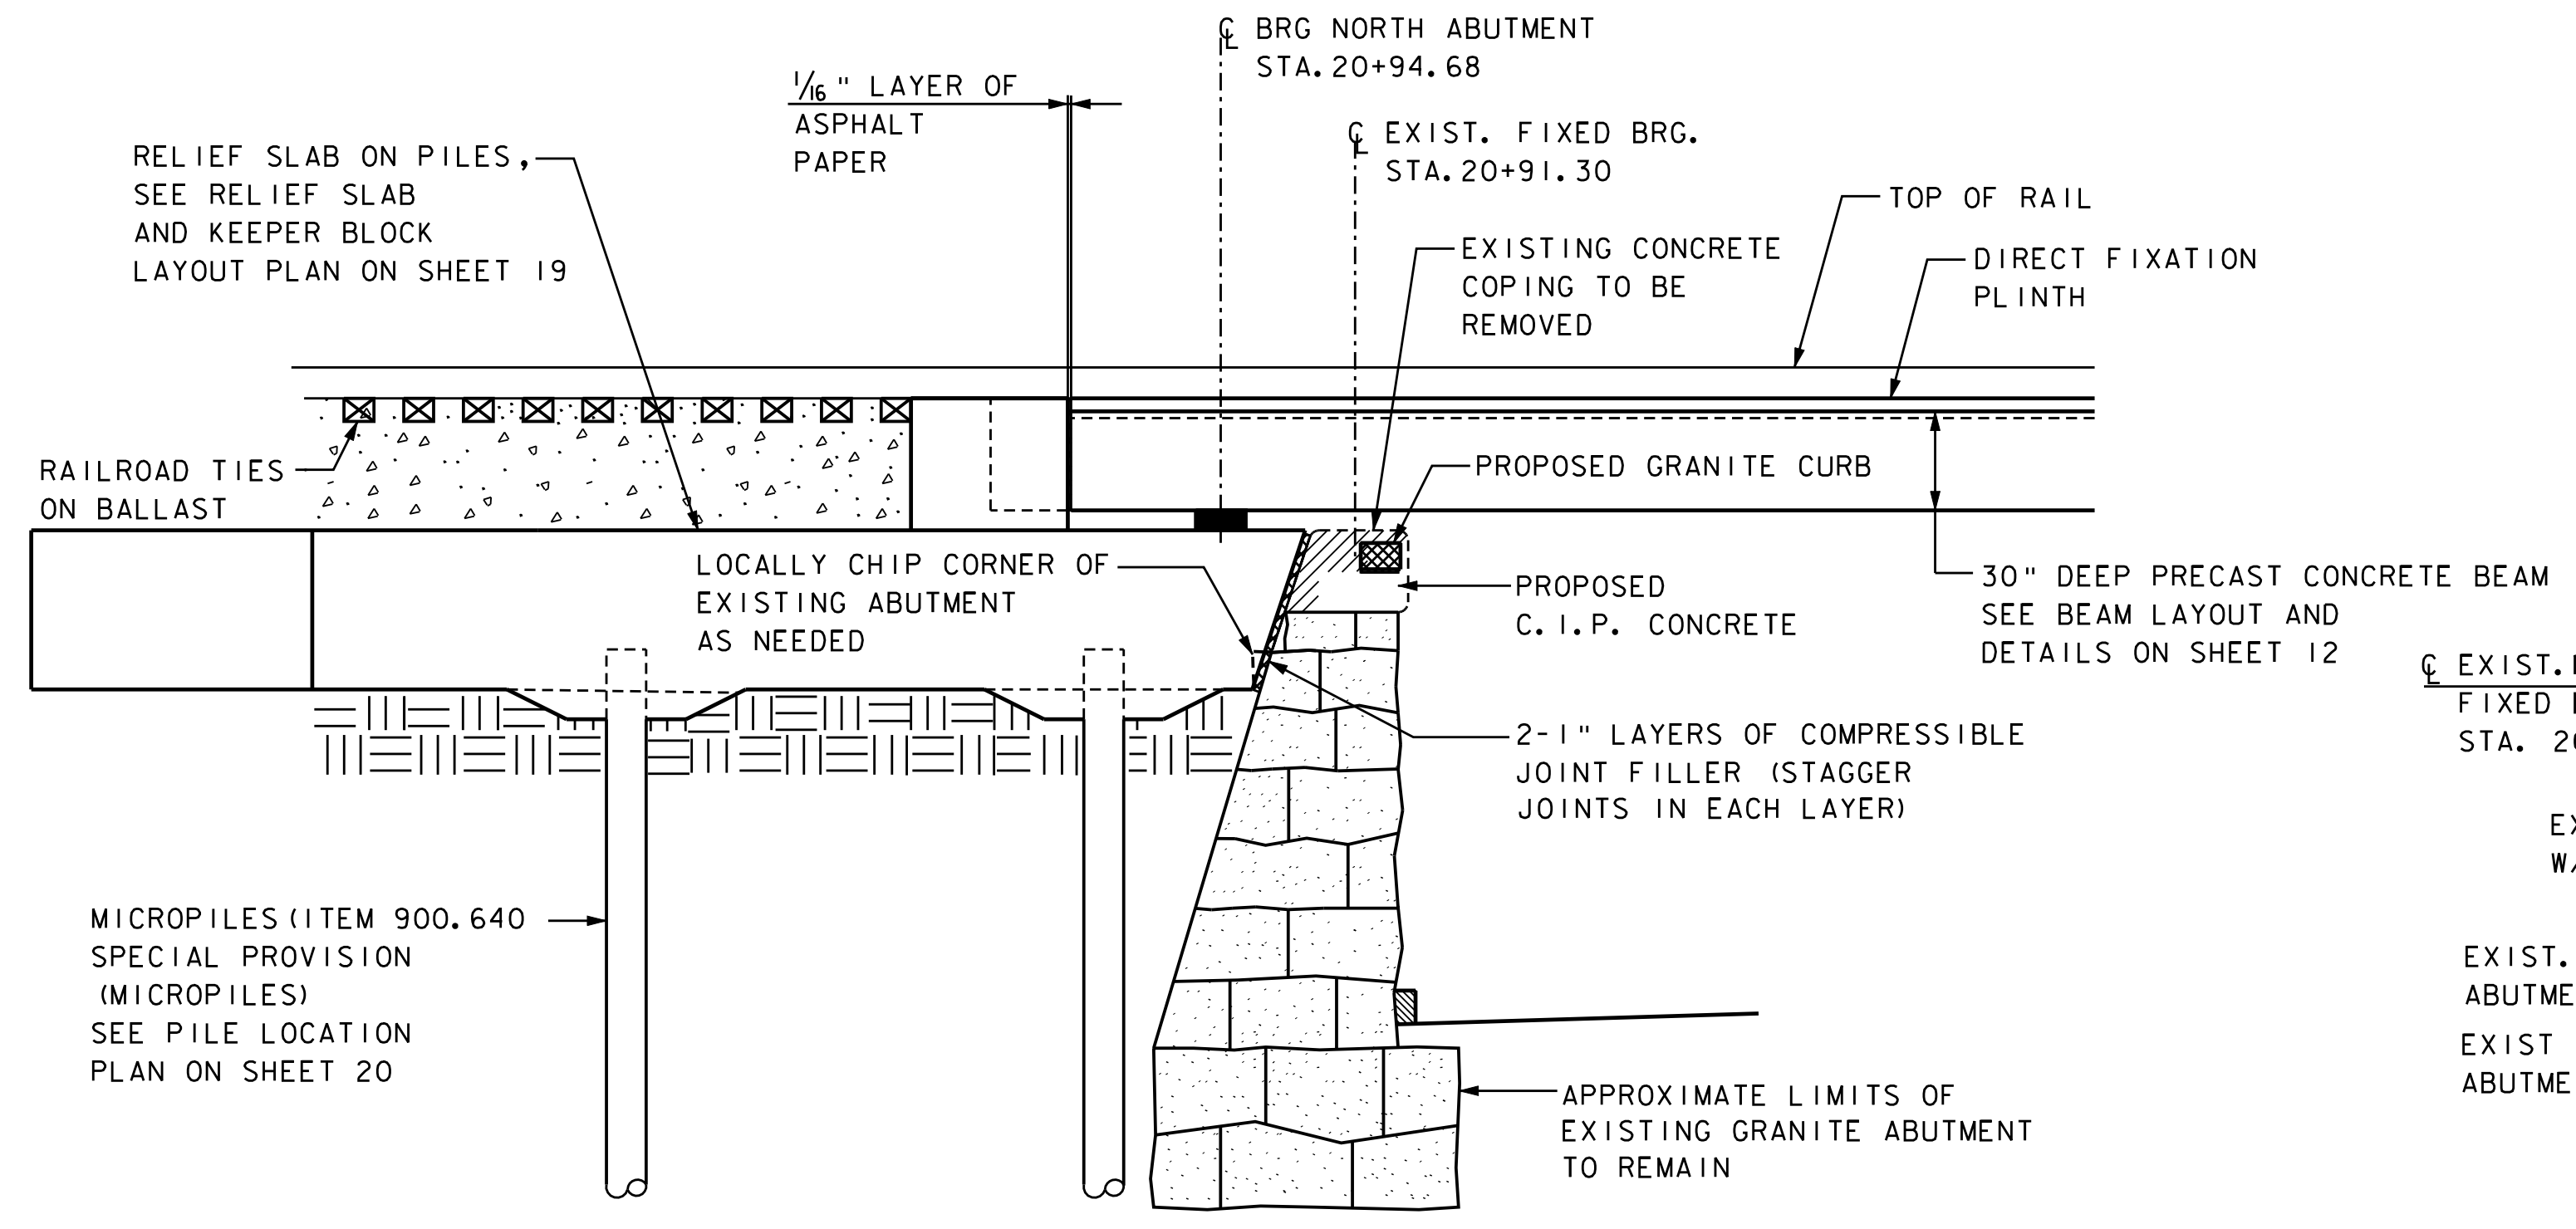 ℄ BRG NORTH ABUTMENT
STA. 20+94.68
1/16" LAYER OF
ASPHALT
PAPER
℄ EXIST. FIXED BRG.
STA. 20+91.30
RELIEF SLAB ON PILES,
SEE RELIEF SLAB
AND KEEPER BLOCK
LAYOUT PLAN ON SHEET 19
TOP OF RAIL
EXISTING CONCRETE
COPING TO BE
REMOVED
DIRECT FIXATION
PLINTH
RAILROAD TIES
ON BALLAST
PROPOSED GRANITE CURB
LOCALLY CHIP CORNER OF
EXISTING ABUTMENT
AS NEEDED
PROPOSED
C.I.P. CONCRETE
30" DEEP PRECAST CONCRETE BEAM
SEE BEAM LAYOUT AND
DETAILS ON SHEET 12
2-1" LAYERS OF COMPRESSIBLE
JOINT FILLER (STAGGER
JOINTS IN EACH LAYER)
MICROPILES (ITEM 900.640
SPECIAL PROVISION
(MICROPILES)
SEE PILE LOCATION
PLAN ON SHEET 20
APPROXIMATE LIMITS OF
EXISTING GRANITE ABUTMENT
TO REMAIN
℄ EXIST.
FIXED
STA.
EXIST.
EXIST